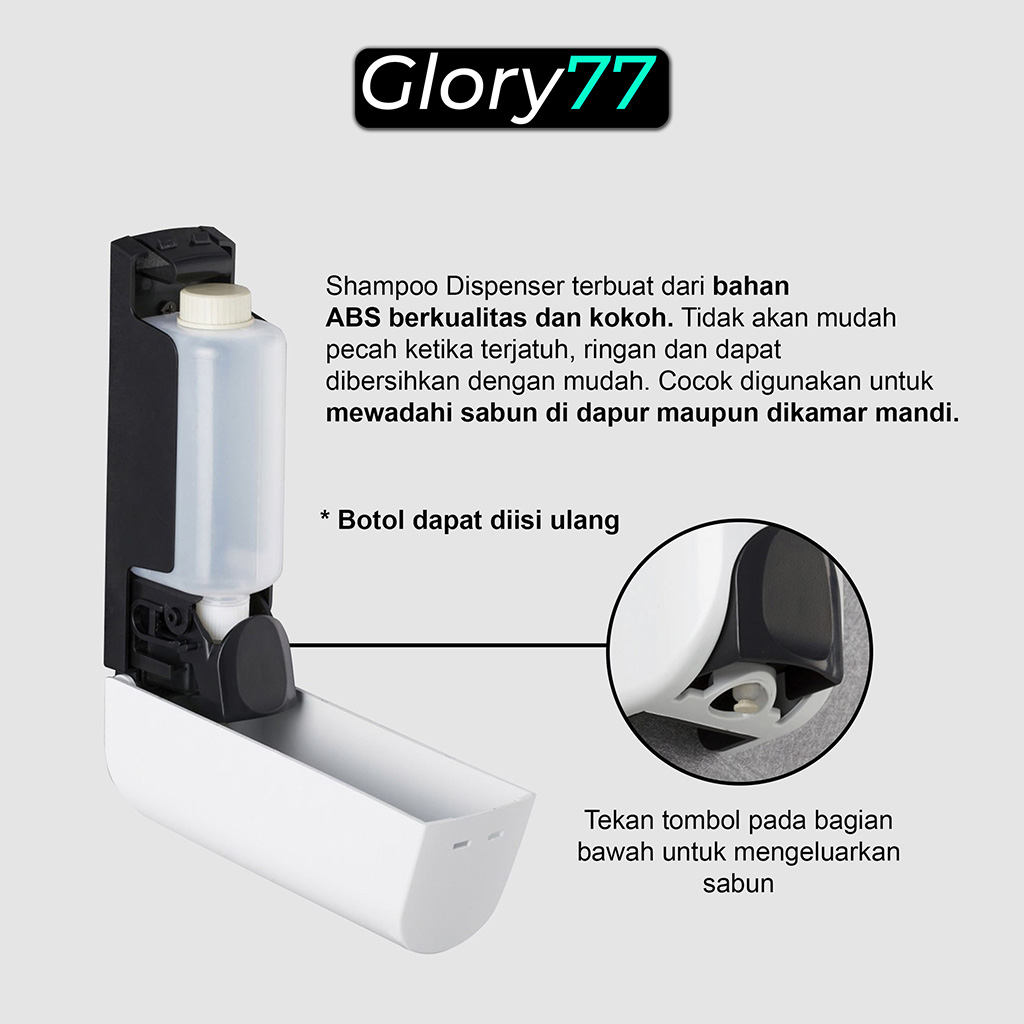 Glory77
Shampoo Dispenser terbuat dari bahan
ABS berkualitas dan kokoh. Tidak akan mudah
pecah ketika terjatuh, ringan dan dapat
dibersihkan dengan mudah. Cocok digunakan untuk
mewadahi sabun di dapur maupun dikamar mandi.
* Botol dapat diisi ulang
Tekan tombol pada bagian
bawah untuk mengeluarkan
sabun